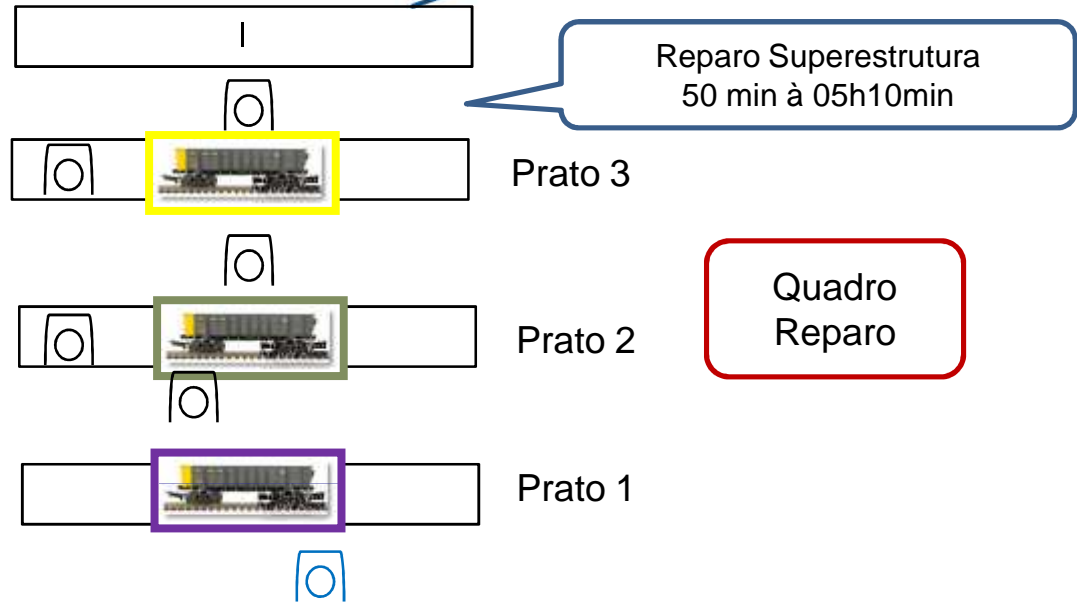 I
Reparo Superestrutura
50 min à 05h10min
Prato 3
Quadro
Reparo
Prato 2
Prato 1